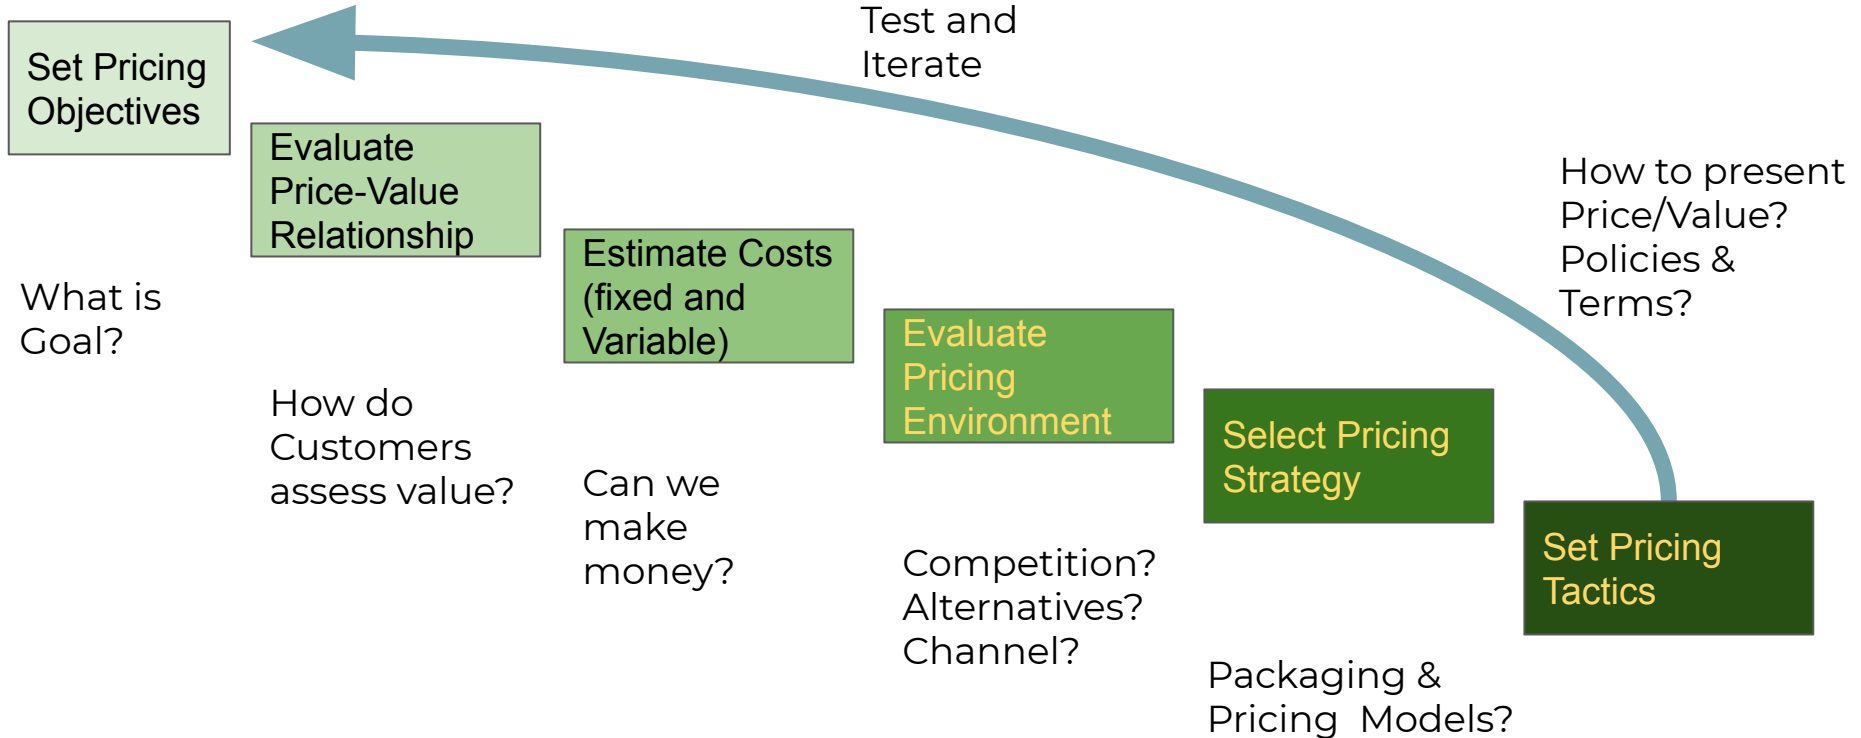 Set Pricing
Objectives
What is
Goal?
Evaluate
Price-Value
Relationship
How do
Customers
assess value?
Estimate Costs
(fixed and
Variable)
Can we
make
money?
Evaluate
Pricing
Environment
Competition?
Alternatives?
Channel?
Select Pricing
Strategy
Packaging &
Pricing  Models?
Set Pricing
Tactics
How to present
Price/Value?
Policies &
Terms?
Test and
Iterate